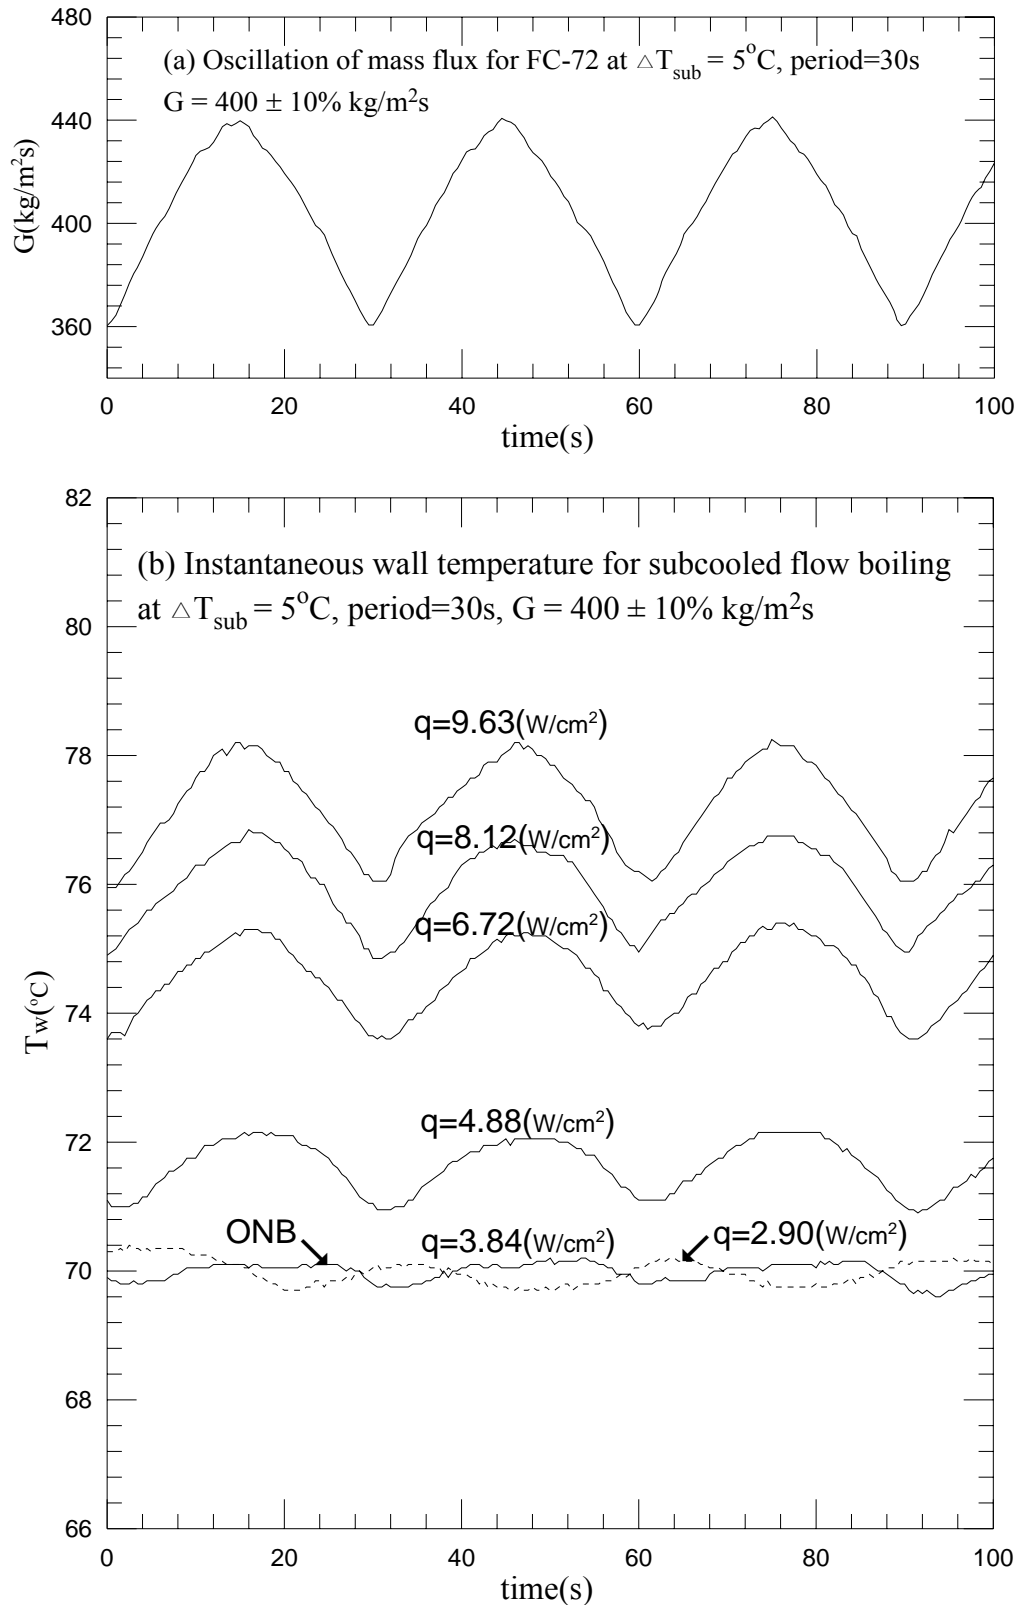 480
(a) Oscillation of mass flux for FC-72 at △Tsub = 5°C, period=30s
G = 400 ± 10% kg/m²s
440
400
360
G(kg/m²s)
0 20 40 60 80 100
time(s)
82
(b) Instantaneous wall temperature for subcooled flow boiling
at △Tsub = 5°C, period=30s, G = 400 ± 10% kg/m²s
80
q=9.63(W/cm²)
78
q=8.12(W/cm²)
76
q=6.72(W/cm²)
74
Tw(°C)
q=4.88(W/cm²)
72
ONB
q=3.84(W/cm²)
q=2.90(W/cm²)
70
68
66
0 20 40 60 80 100
time(s)